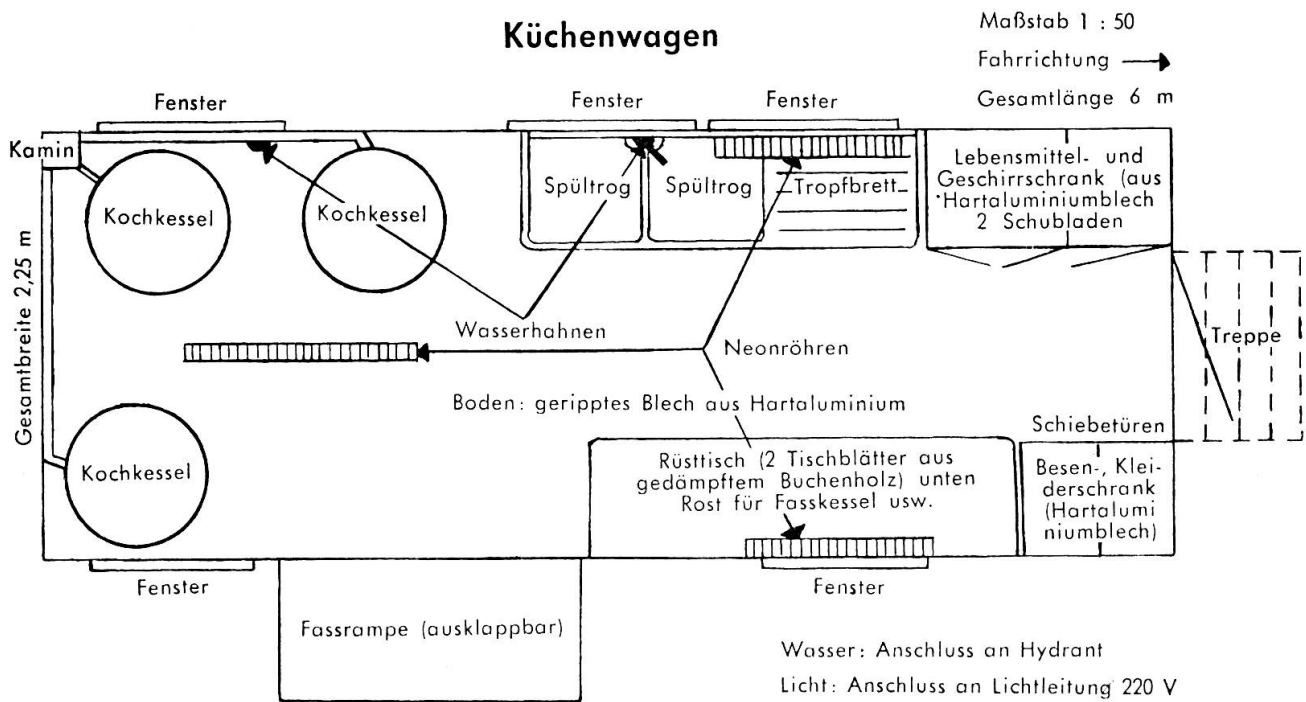 Küchenwagen
Maßstab 1 : 50
Fahrrichtung
Gesamtlänge 6 m
Fenster
Fenster
Fenster
Kamin
Kochkessel
Kochkessel
Spültrog
Spültrog
Tropfbrett
Lebensmittel- und
Geschirrschrank (aus
Hartaluminiumblech
2 Schubladen
Gesamtbreite 2,25 m
Wasserhahnen
Neonröhren
Treppe
Boden: geripptes Blech aus Hartaluminium
Schiebetüren
Kochkessel
Rüsttisch (2 Tischblätter aus
gedämpftem Buchenholz) unten
Rost für Fasskessel usw.
Besen-, Klei-
derschrank
(Hartalumi
niumblech)
Fenster
Fenster
Fassrampe (ausklappbar)
Wasser: Anschluss an Hydrant
Licht: Anschluss an Lichtleitung 220 V